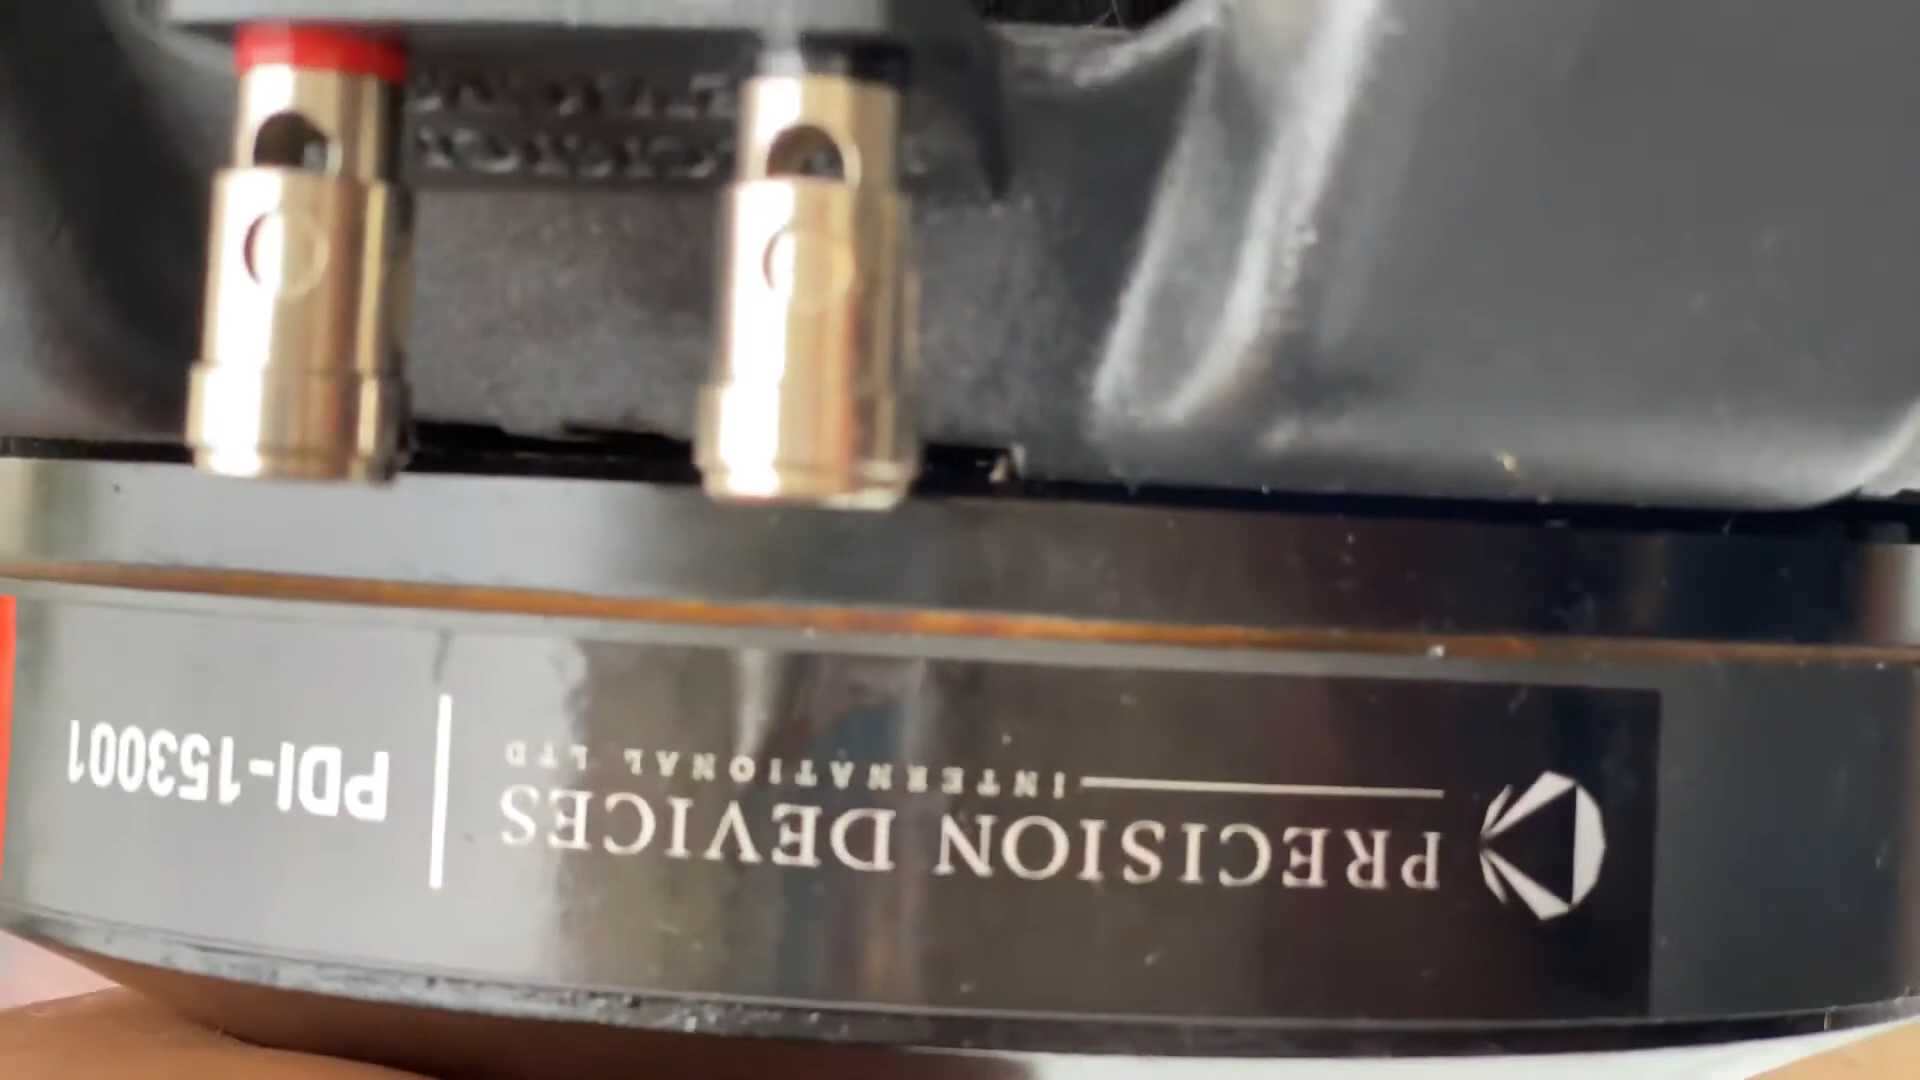 PRECISION DEVICES
INTERNATIONAL LTD
PDI-153001